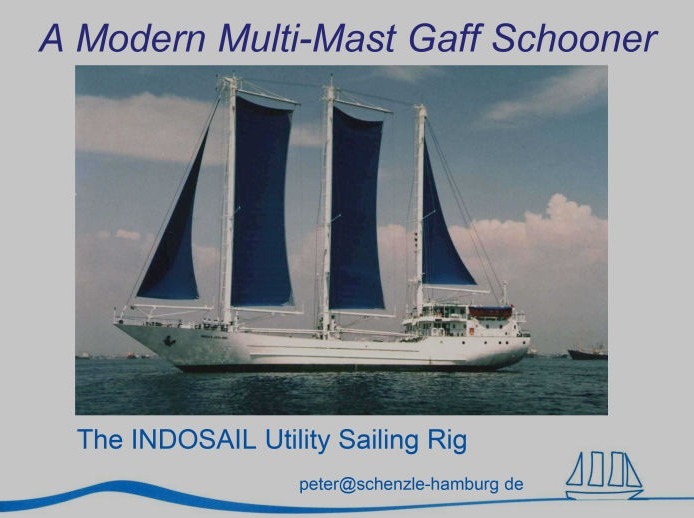 A Modern Multi-Mast Gaff Schooner
The INDOSAIL Utility Sailing Rig
peter@schenzle-hamburg de